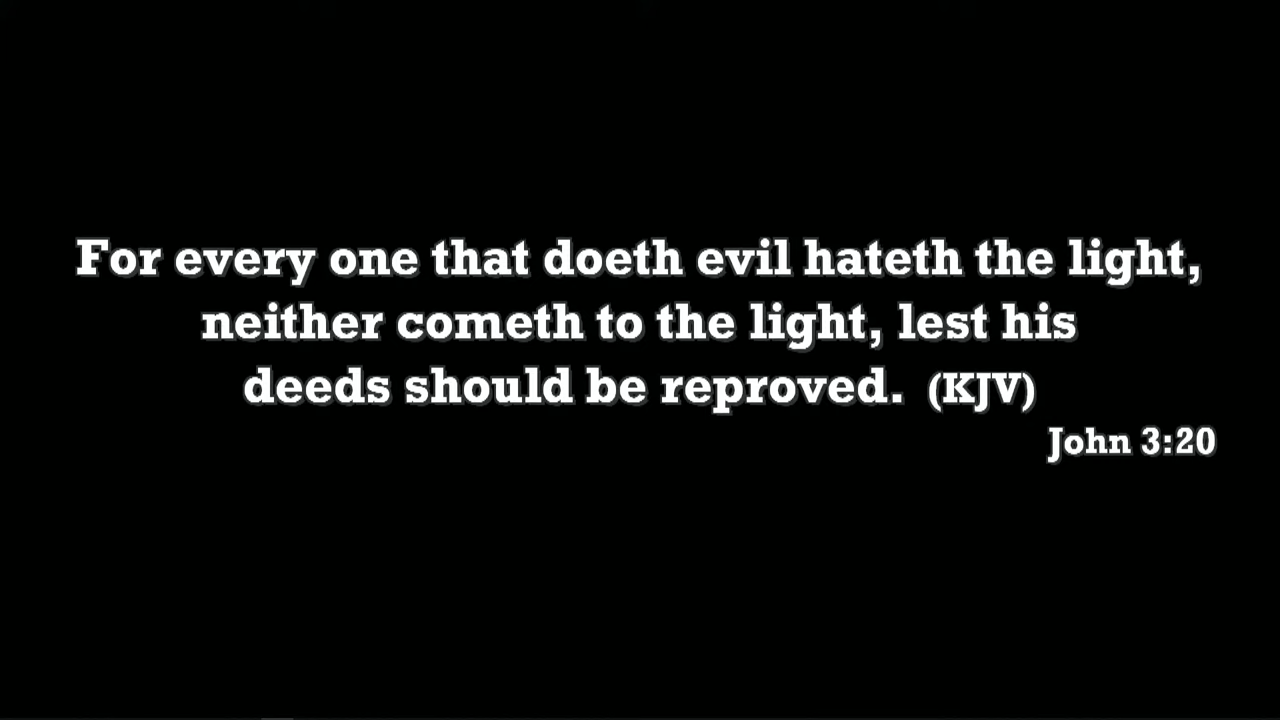 For every one that doeth evil hateth the light,
neither cometh to the light, lest his
deeds should be reproved.  (KJV)
John 3:20